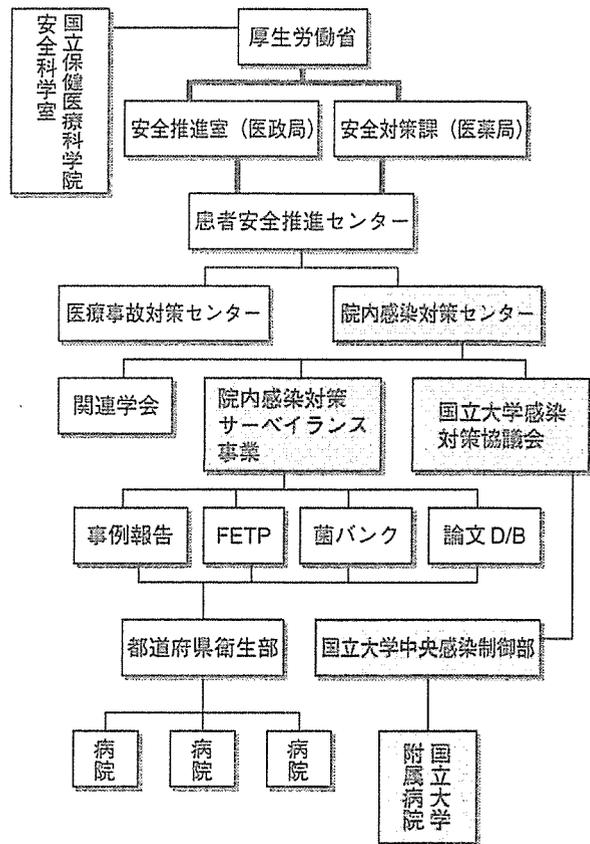 国立保健医療科学院
安全科学室
厚生労働省
安全推進室（医政局）
安全対策課（医薬局）
患者安全推進センター
医療事故対策センター
院内感染対策センター
関連学会
院内感染対策
サーベイランス
事業
国立大学感染
対策協議会
事例報告
FETP
菌バンク
論文D/B
都道府県衛生部
国立大学中央感染制御部
病院
病院
病院
国立大学
附属病院